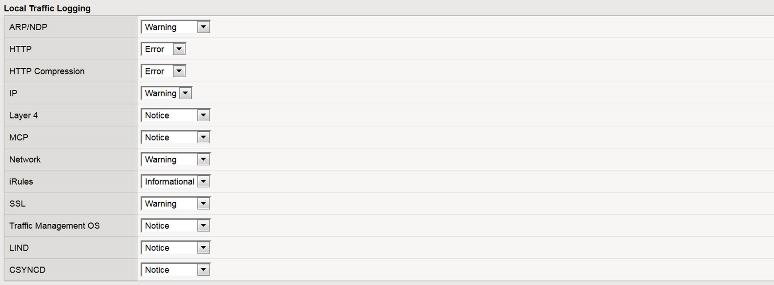 Local Traffic Logging
ARP/NDP Warning
HTTP Error
HTTP Compression Error
IP Warning
Layer 4 Notice
MCP Notice
Network Warning
iRules Informational
SSL Warning
Traffic Management OS Notice
LIND Notice
CSYNCD Notice